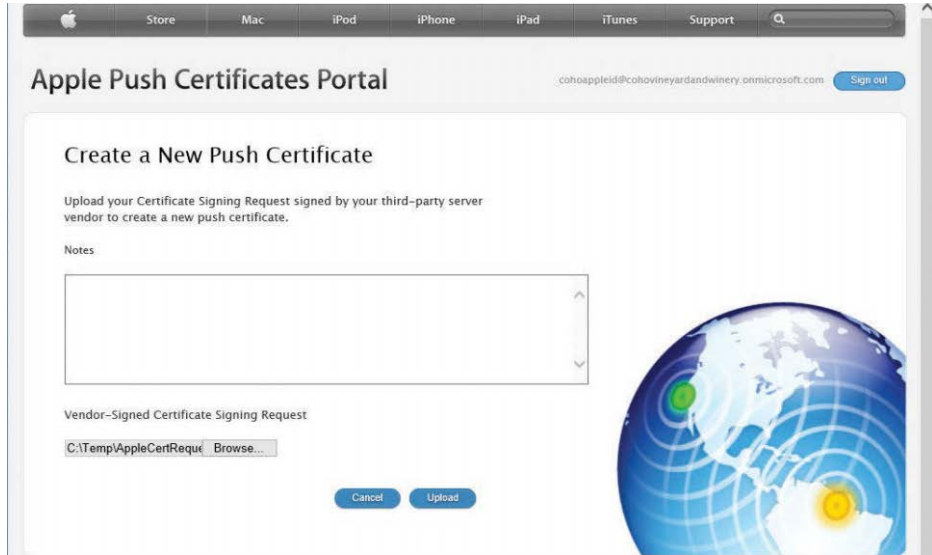 Store Mac iPod iPhone iPad iTunes Support
Apple Push Certificates Portal
cohoappleid@cohovineyardandwinery.onmicrosoft.com Sign out
Create a New Push Certificate
Upload your Certificate Signing Request signed by your third-party server
vendor to create a new push certificate.
Notes
Vendor-Signed Certificate Signing Request
C:\Temp\AppleCertReque Browse...
Cancel Upload